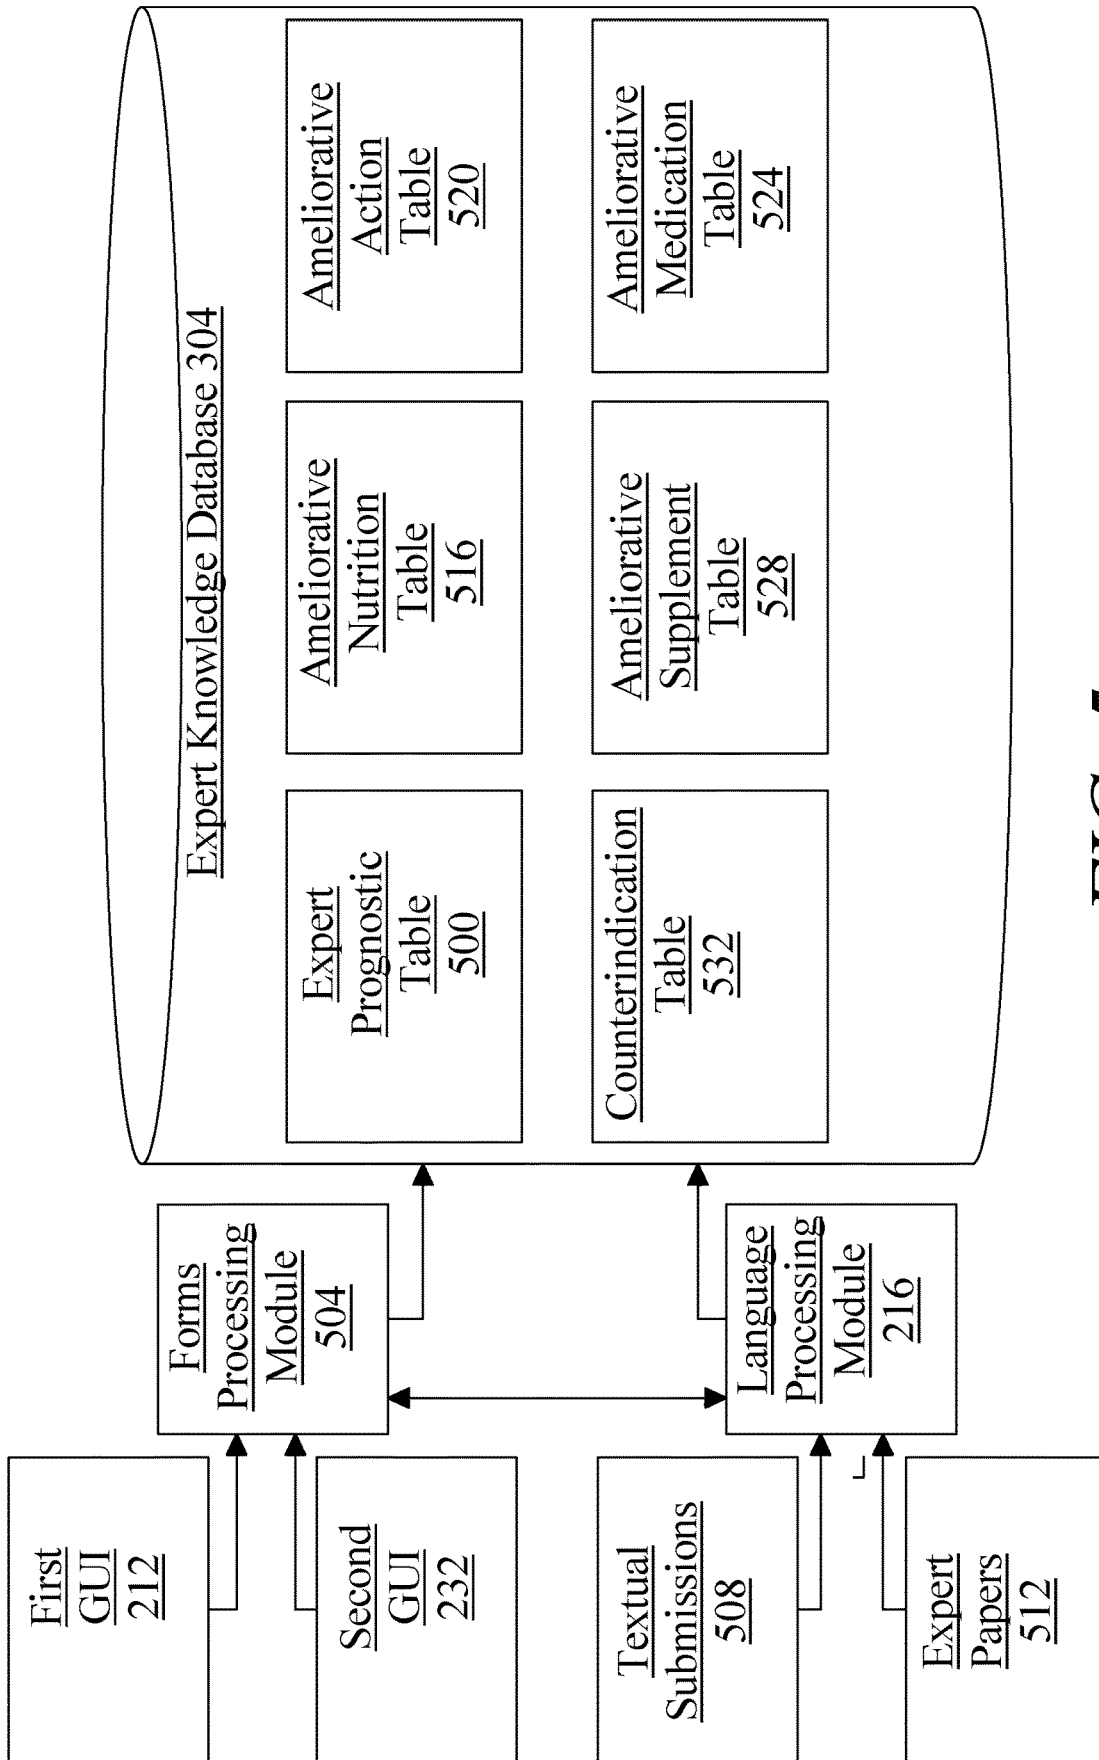 Expert Knowledge Database 304
Expert
Prognostic
Table
500
Ameliorative
Nutrition
Table
516
Ameliorative
Action
Table
520
Counterindication
Table
532
Ameliorative
Supplement
Table
528
Ameliorative
Medication
Table
524
First
GUI
212
Second
GUI
232
Forms
Processing
Module
504
Textual
Submissions
508
Expert
Papers
512
Language
Processing
Module
216